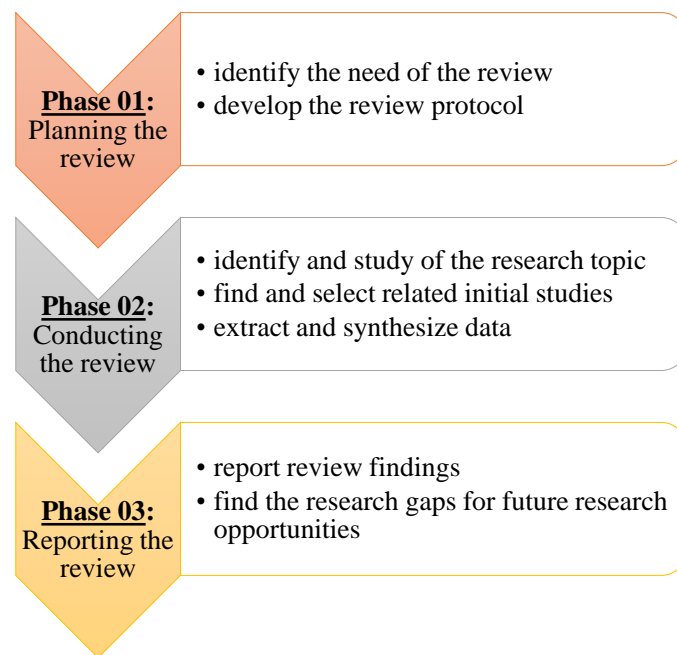 Phase 01:
Planning the
review
• identify the need of the review
• develop the review protocol
Phase 02:
Conducting
the review
• identify and study of the research topic
• find and select related initial studies
• extract and synthesize data
Phase 03:
Reporting the
review
• report review findings
• find the research gaps for future research
opportunities